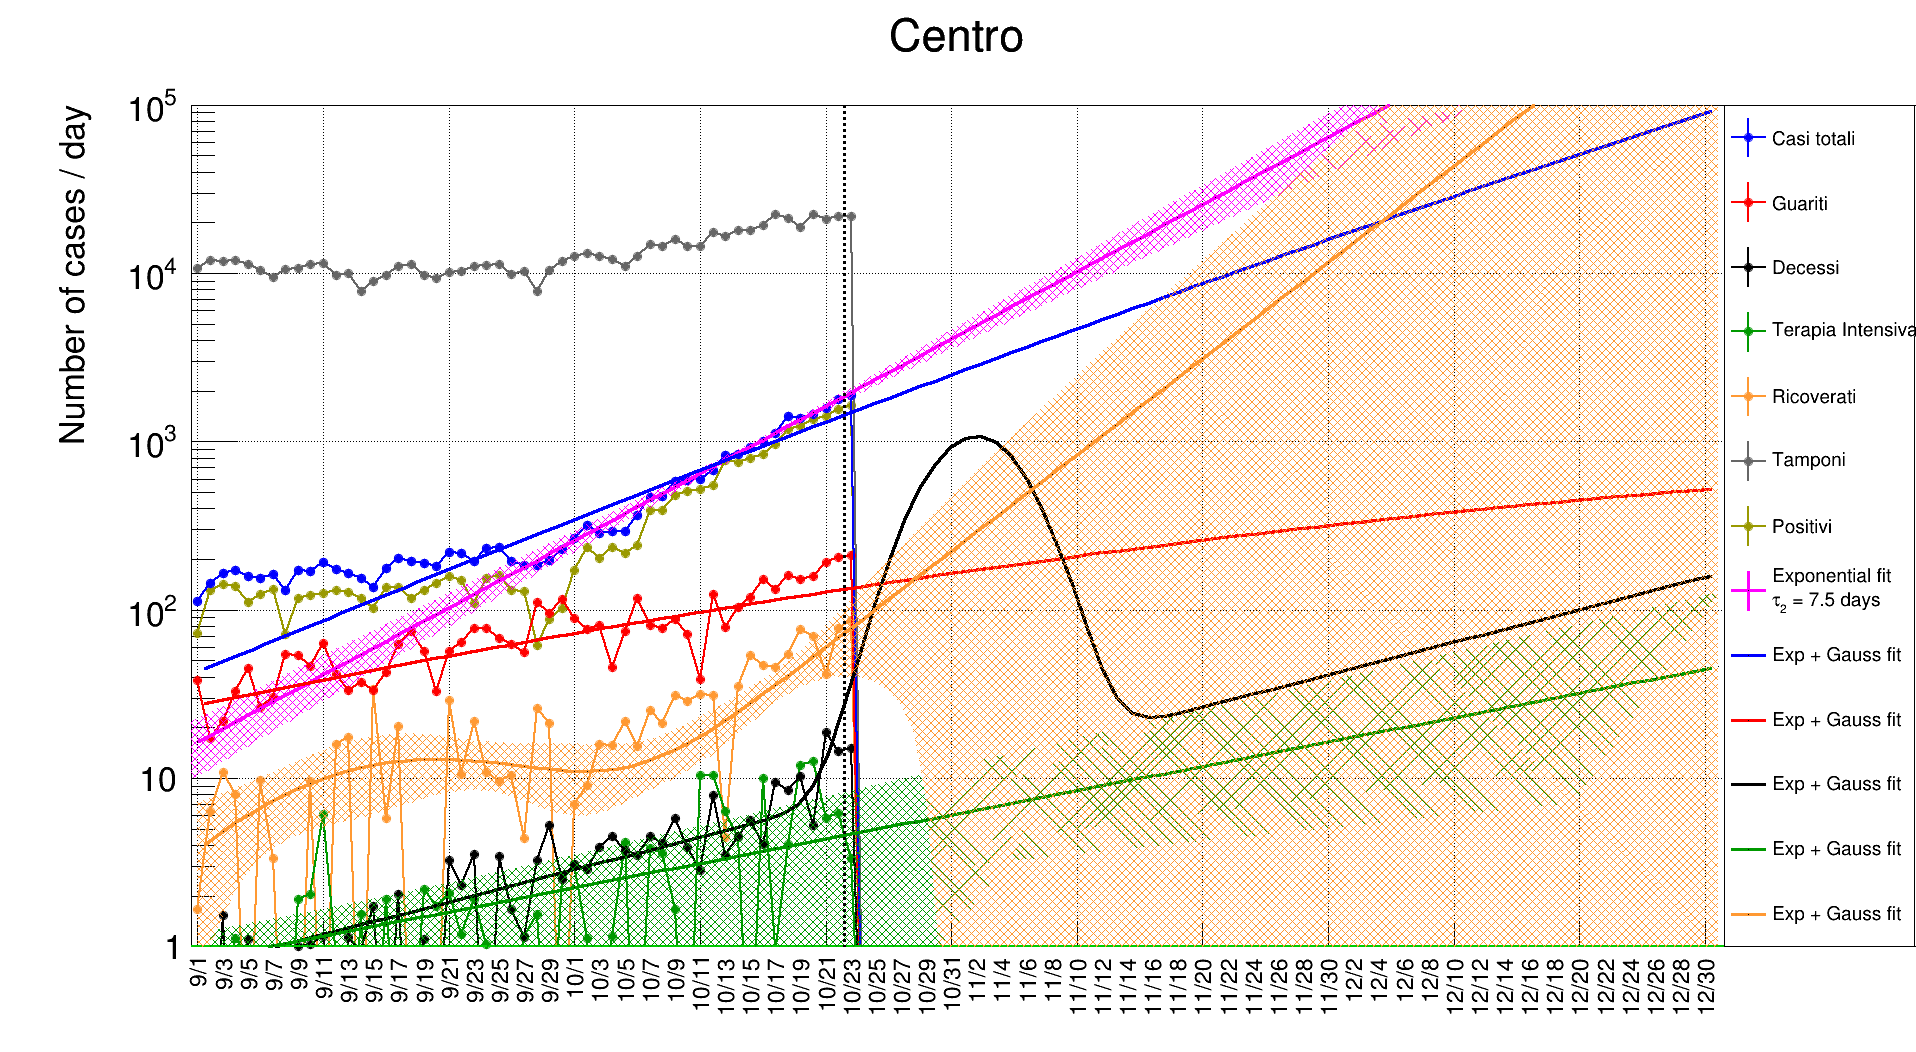 Centro
Number of cases / day
10^5
10^4
10^3
10^2
10
1
9/1 9/3 9/5 9/7 9/9 9/11 9/13 9/15 9/17 9/19 9/21 9/23 9/25 9/27 9/29 10/1 10/3 10/5 10/7 10/9 10/11 10/13 10/15 10/17 10/19 10/21 10/23 10/25 10/27 10/29 10/31 11/2 11/4 11/6 11/8 11/10 11/12 11/14 11/16 11/18 11/20 11/22 11/24 11/26 11/28 11/30 12/2 12/4 12/6 12/8 12/10 12/12 12/14 12/16 12/18 12/20 12/22 12/24 12/26 12/28 12/30
Casi totali
Guariti
Decessi
Terapia Intensiva
Ricoverati
Tamponi
Positivi
Exponential fit
τ₂ = 7.5 days
Exp + Gauss fit
Exp + Gauss fit
Exp + Gauss fit
Exp + Gauss fit
Exp + Gauss fit